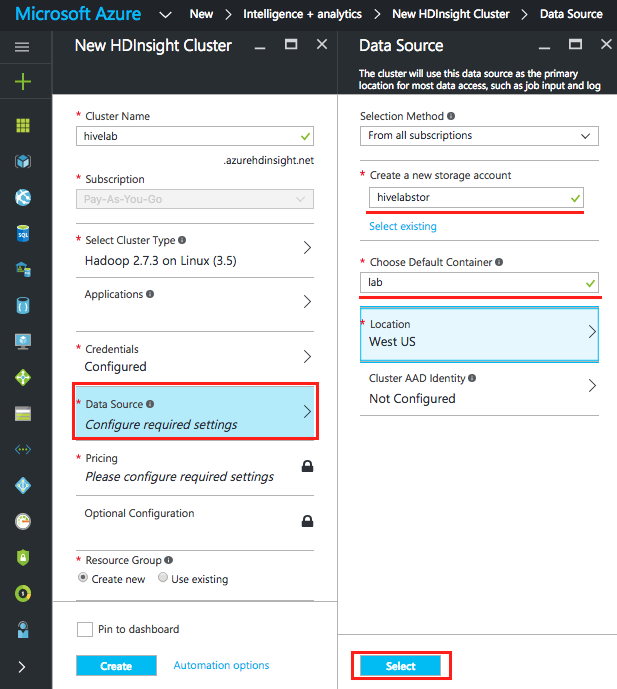 Microsoft Azure New > Intelligence + analytics > New HDInsight Cluster > Data Source
New HDInsight Cluster
* Cluster Name
hivelab
.azurehdinsight.net
* Subscription
Pay-As-You-Go
* Select Cluster Type
Hadoop 2.7.3 on Linux (3.5)
Applications
* Credentials
Configured
* Data Source
Configure required settings
* Pricing
Please configure required settings
Optional Configuration
* Resource Group
Create new Use existing
Pin to dashboard
Create Automation options
Data Source
The cluster will use this data source as the primary
location for most data access, such as job input and log
Selection Method
From all subscriptions
* Create a new storage account
hivelabstor
Select existing
* Choose Default Container
lab
* Location
West US
Cluster AAD Identity
Not Configured
Select